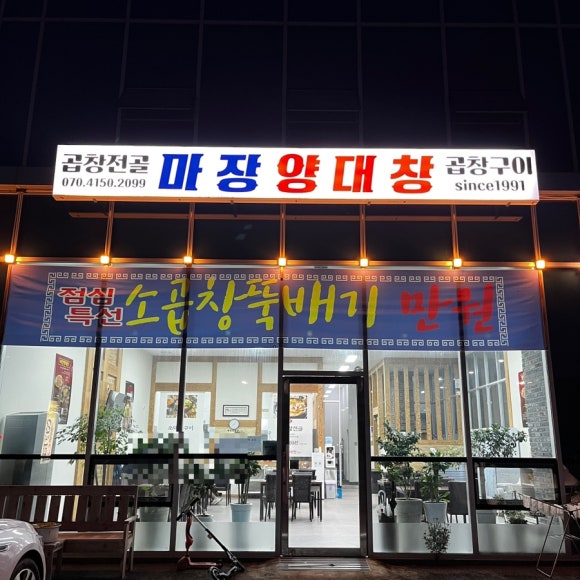 곱창전골
070.4150.2099
마장양대창
곱창구이
since1991
점심
특선
소곱창뚝배기 만원